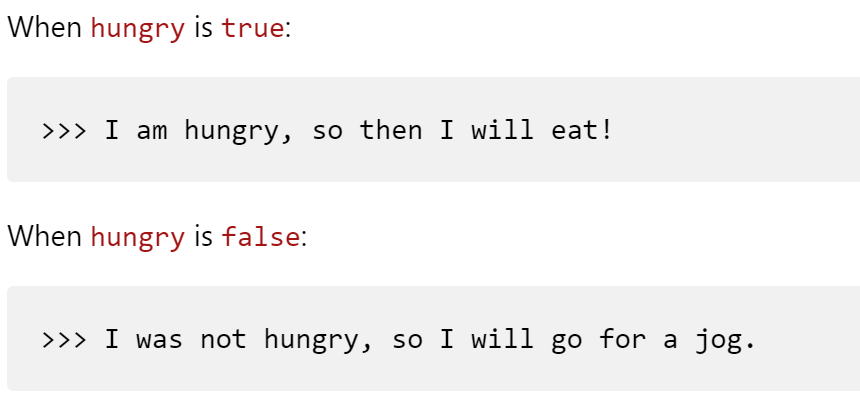 When hungry is true:
>>> I am hungry, so then I will eat!
When hungry is false:
>>> I was not hungry, so I will go for a jog.